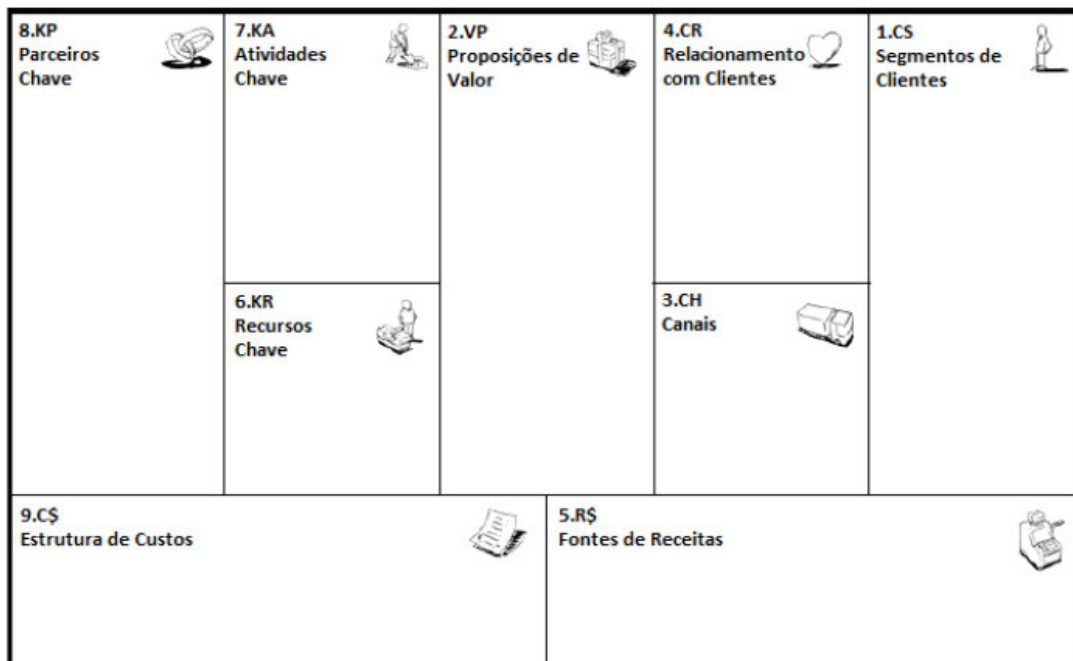 8.KP
Parceiros
Chave
7.KA
Atividades
Chave
2.VP
Proposições de
Valor
4.CR
Relacionamento
com Clientes
1.CS
Segmentos de
Clientes
6.KR
Recursos
Chave
3.CH
Canais
9.C$
Estrutura de Custos
5.R$
Fontes de Receitas